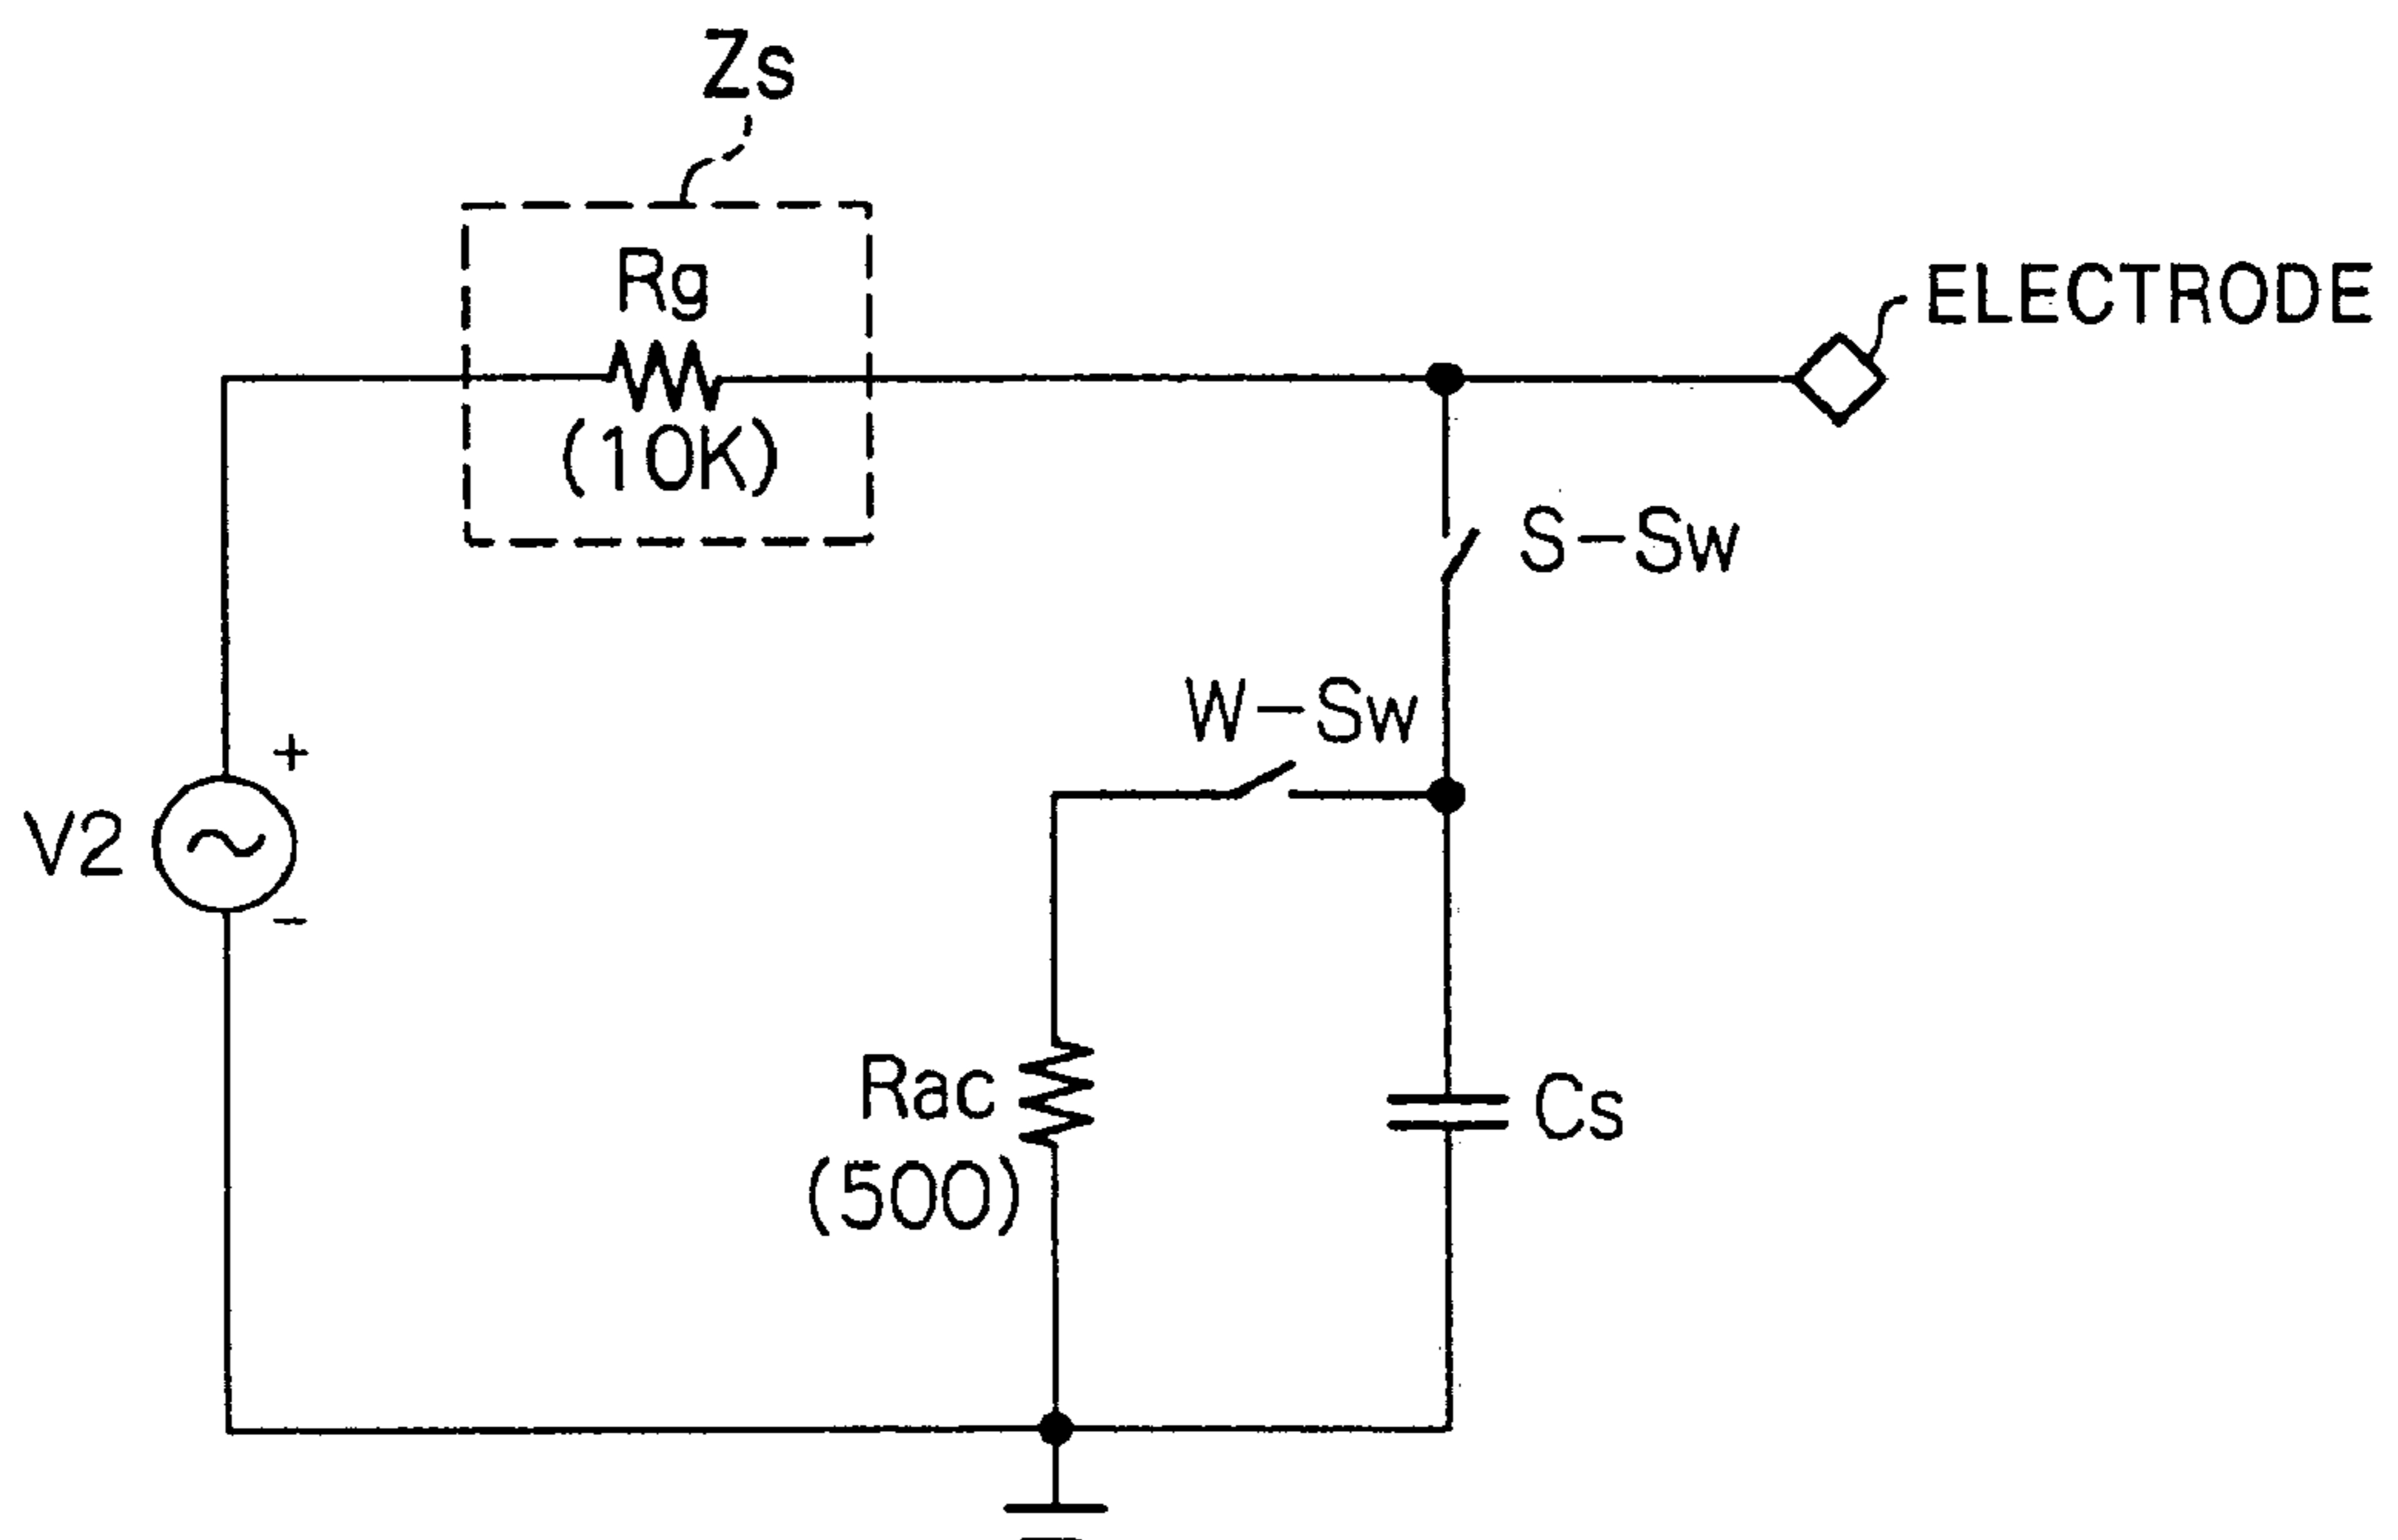 Zs
Rg
(10K)
ELECTRODE
S-Sw
W-Sw
+
V2
-
Rac
(500)
Cs